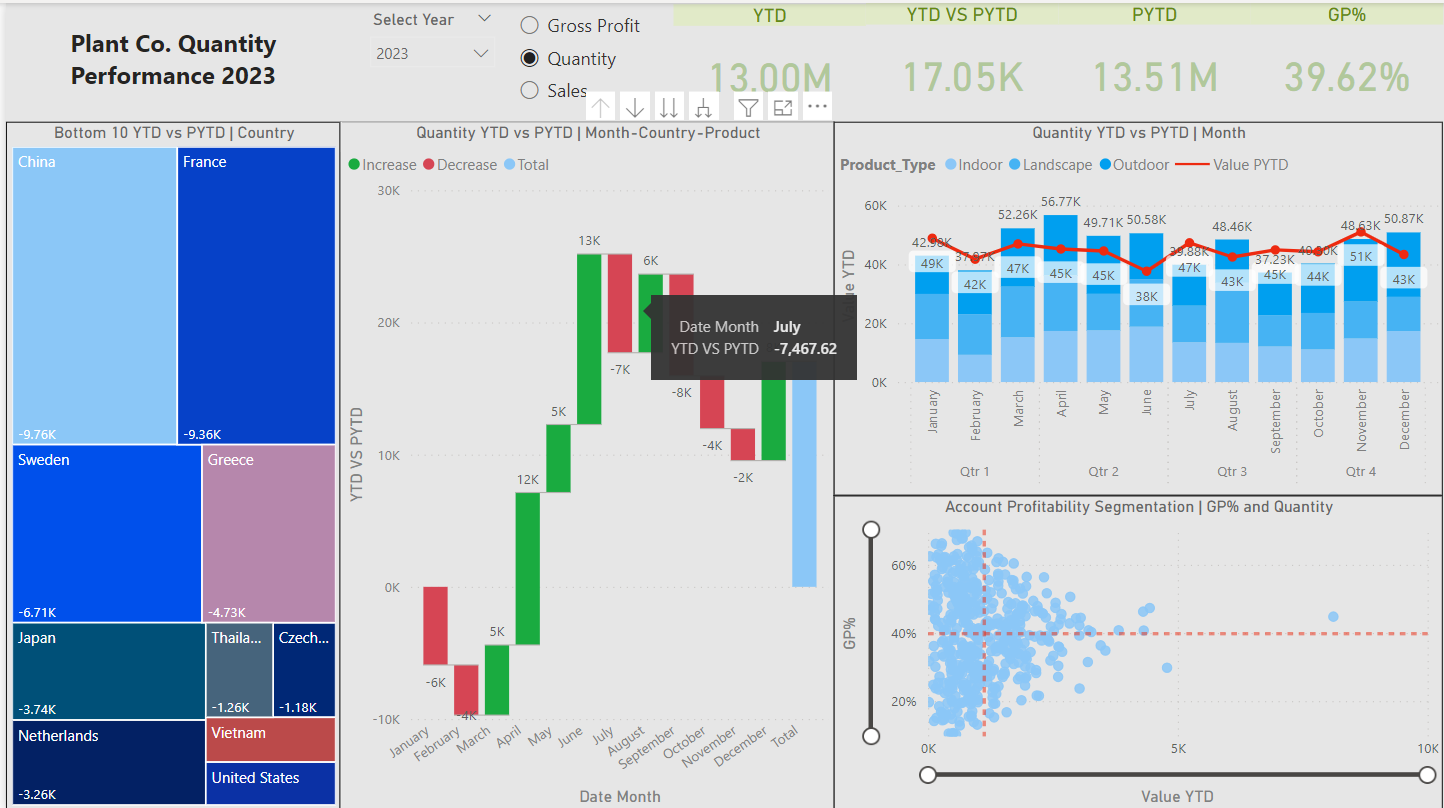 Plant Co. Quantity
Performance 2023
Select Year
2023
Gross Profit
Quantity
Sales
YTD
13.00M
YTD VS PYTD
17.05K
PYTD
13.51M
GP%
39.62%
Bottom 10 YTD vs PYTD | Country
China
-9.76K
France
-9.36K
Sweden
-6.71K
Greece
-4.73K
Japan
-3.74K
Thaila...
-1.26K
Czech...
-1.18K
Netherlands
-3.26K
Vietnam
United States
Quantity YTD vs PYTD | Month-Country-Product
Increase Decrease Total
YTD VS PYTD
30K
20K
10K
0K
-10K
-6K
-4K
5K
12K
5K
13K
-7K
6K
-8K
-4K
-2K
Date Month July
YTD VS PYTD -7,467.62
January
February
March
April
May
June
July
August
September
October
November
December
Total
Date Month
Quantity YTD vs PYTD | Month
Product_Type Indoor Landscape Outdoor Value PYTD
Value YTD
60K
40K
20K
0K
42.98K
52.26K
56.77K
49.71K
50.58K
39.88K
48.46K
37.23K
48.63K
50.87K
49K
42K
47K
45K
45K
38K
47K
43K
45K
44K
51K
43K
January
February
March
April
May
June
July
August
September
October
November
December
Qtr 1
Qtr 2
Qtr 3
Qtr 4
Account Profitability Segmentation | GP% and Quantity
GP%
60%
40%
20%
0K
5K
10K
Value YTD